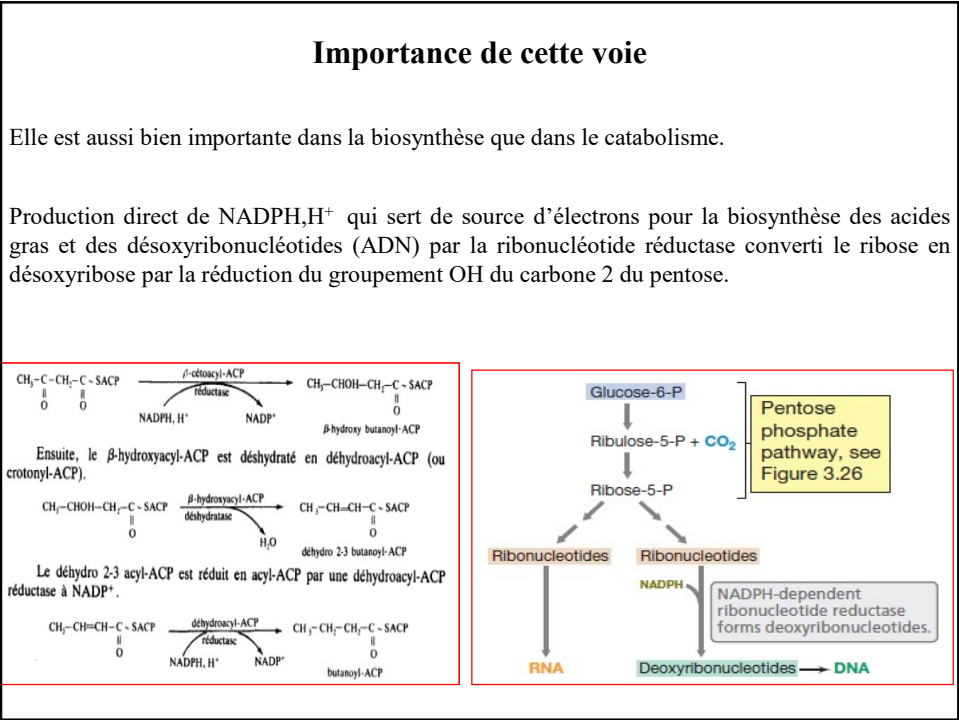 Importance de cette voie
Elle est aussi bien importante dans la biosynthèse que dans le catabolisme.
Production direct de NADPH,H⁺ qui sert de source d’électrons pour la biosynthèse des acides
gras et des désoxyribonucléotides (ADN) par la ribonucléotide réductase converti le ribose en
désoxyribose par la réduction du groupement OH du carbone 2 du pentose.
CH₃-C-CH₂-C ~ SACP
O O
β-cétoacyl-ACP
réductase
NADPH, H⁺ NADP⁺
CH₃-CHOH-CH₂-C ~ SACP
O
β-hydroxy butanoyl-ACP
Ensuite, le β-hydroxyacyl-ACP est déshydraté en déhydroacyl-ACP (ou
crotonyl-ACP).
CH₃-CHOH-CH₂-C ~ SACP
O
β-hydroxyacyl-ACP
déshydratase
H₂O
CH₃-CH=CH-C ~ SACP
O
déhydro 2-3 butanoyl-ACP
Le déhydro 2-3 acyl-ACP est réduit en acyl-ACP par une déhydroacyl-ACP
réductase à NADP⁺.
CH₃-CH=CH-C ~ SACP
O
déhydroacyl-ACP
réductase
NADPH, H⁺ NADP⁺
CH₃-CH₂-CH₂-C ~ SACP
O
butanoyl-ACP
Glucose-6-P
Ribulose-5-P + CO₂
Ribose-5-P
Pentose
phosphate
pathway, see
Figure 3.26
Ribonucleotides Ribonucleotides
NADPH
NADPH-dependent
ribonucleotide reductase
forms deoxyribonucleotides.
RNA Deoxyribonucleotides DNA